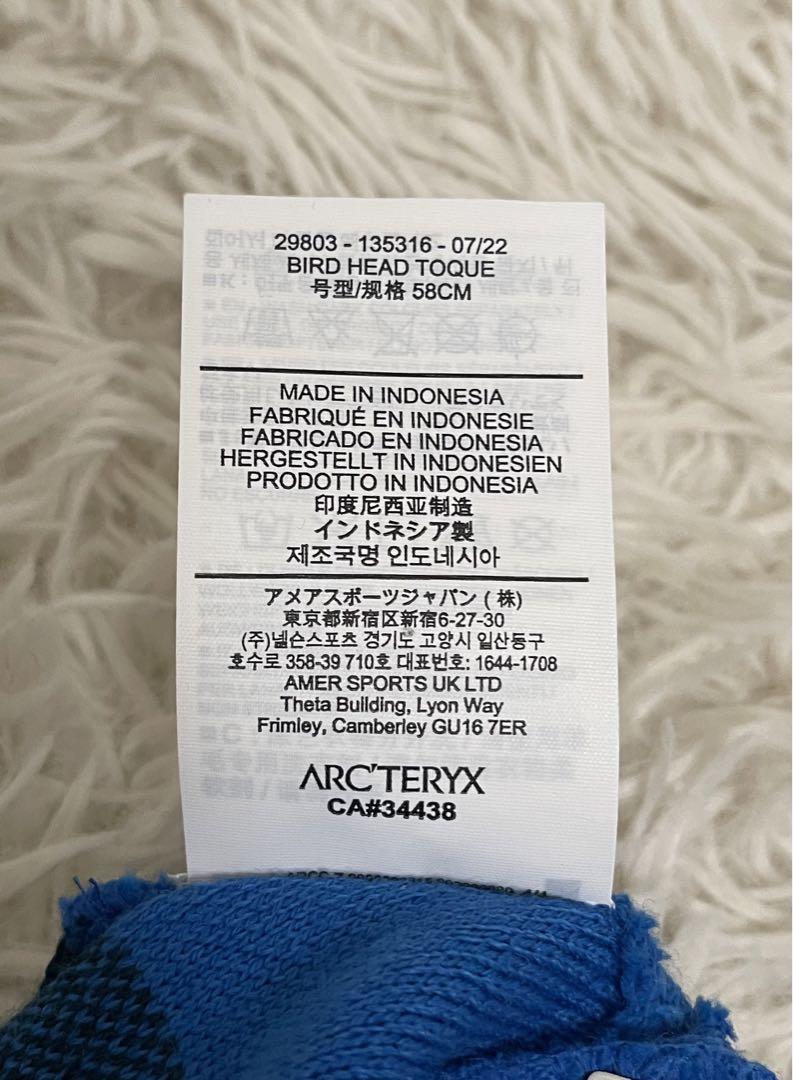 29803 - 135316 - 07/22
BIRD HEAD TOQUE
号型/规格 58CM
MADE IN INDONESIA
FABRIQUÉ EN INDONESIE
FABRICADO EN INDONESIA
HERGESTELLT IN INDONESIEN
PRODOTTO IN INDONESIA
印度尼西亚制造
インドネシア製
제조국명 인도네시아
アメアスポーツジャパン ( 株)
東京都新宿区新宿6-27-30
(주)넬슨스포츠 경기도 고양시 일산동구
호수로 358-39 710호 대표번호: 1644-1708
AMER SPORTS UK LTD
Theta Building, Lyon Way
Frimley, Camberley GU16 7ER
ARC'TERYX
CA#34438